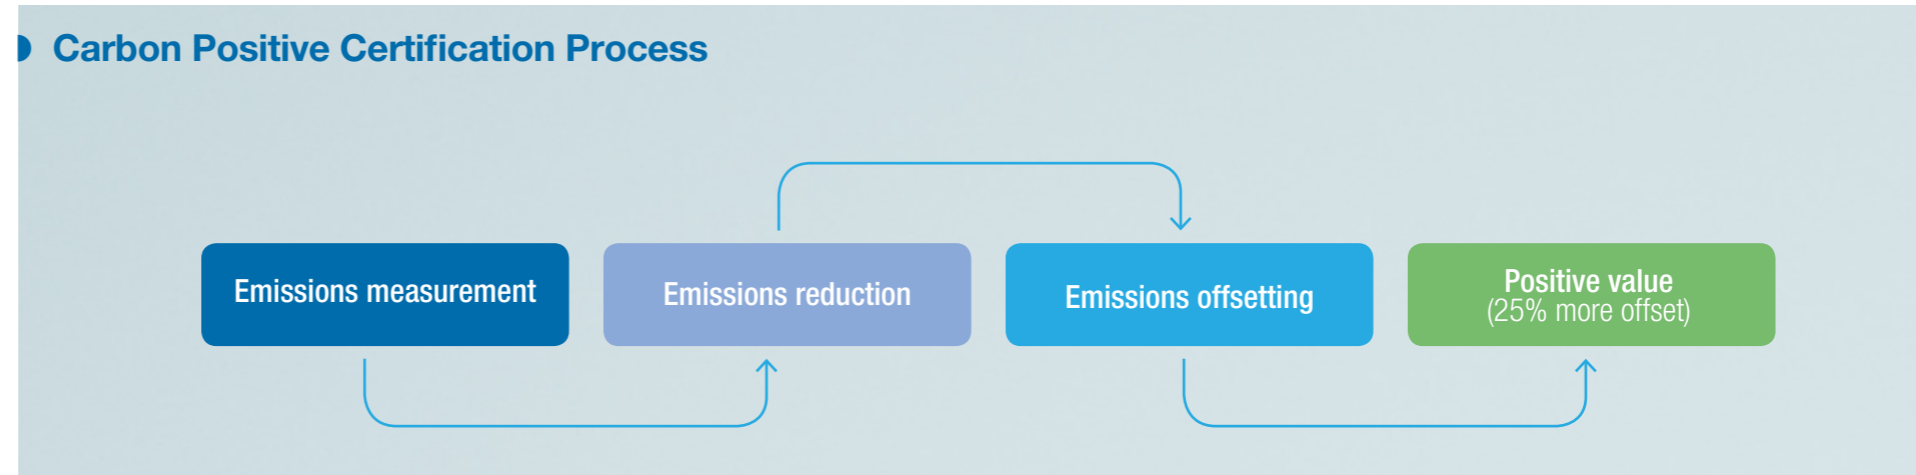 Carbon Positive Certification Process
Emissions measurement
Emissions reduction
Emissions offsetting
Positive value
(25% more offset)